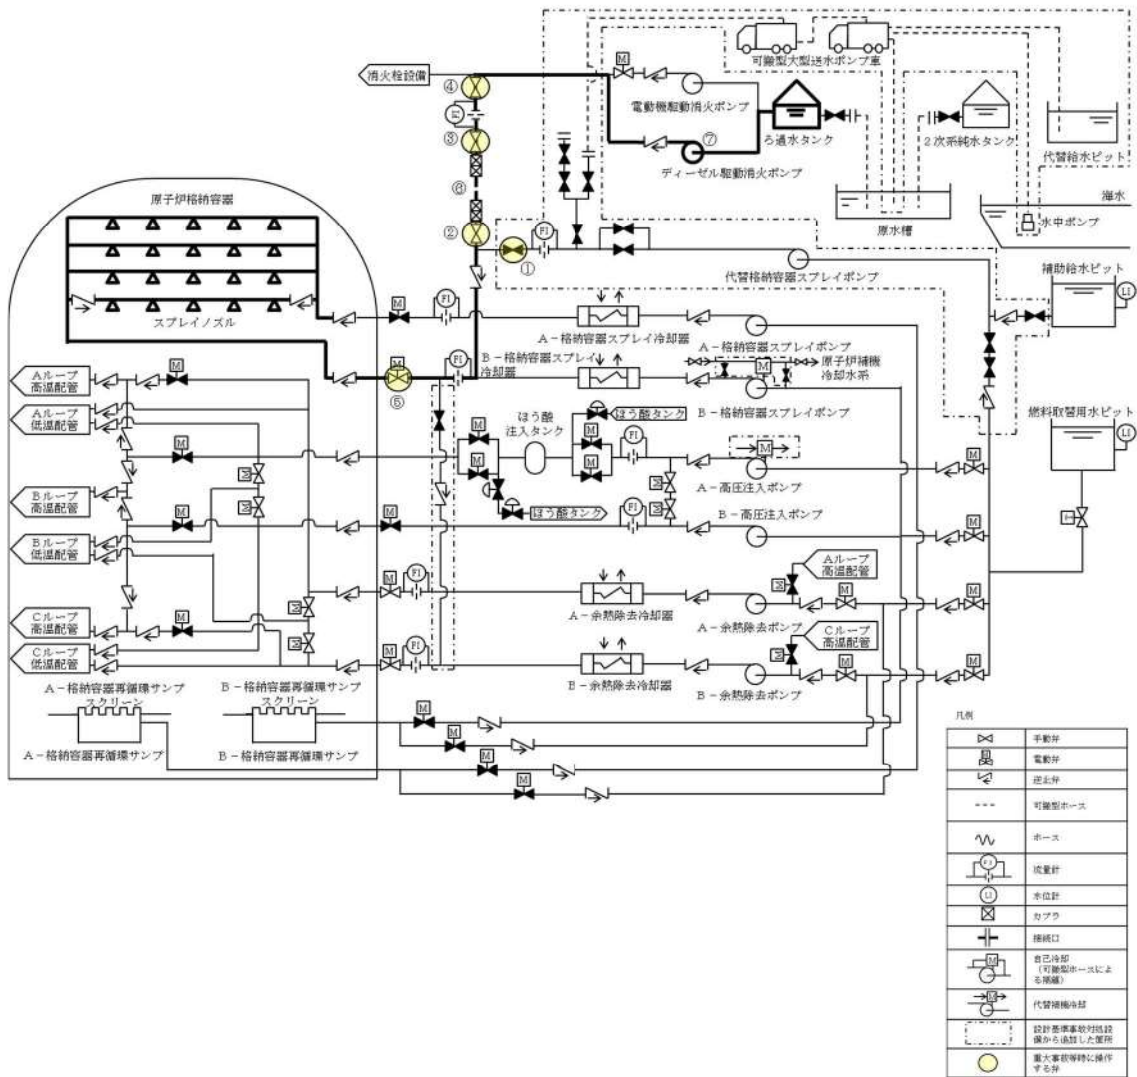 可搬型大型送水ポンプ車
消火栓設備
④
M
FI
電動機駆動消火ポンプ
ろ過水タンク
2次系純水タンク
代替給水ピット
③
⑦
ディーゼル駆動消火ポンプ
⑥
原水槽
海水
水中ポンプ
原子炉格納容器
②
FI
①
代替格納容器スプレイポンプ
補助給水ピット
LI
スプレイノズル
M
FI
A-格納容器スプレイ冷却器
A-格納容器スプレイポンプ
B-格納容器スプレイ
冷却器
M
原子炉補機
冷却水系
M
FI
⑤
B-格納容器スプレイポンプ
燃料取替用水ピット
LI
Aループ
高温配管
M
Aループ
低温配管
ほう酸
注入タンク
ほう酸タンク
M
M
M
FI
M
M
M
M
A-高圧注入ポンプ
M
M
M
Bループ
高温配管
M
M
M
ほう酸タンク
FI
M
B-高圧注入ポンプ
M
Bループ
低温配管
Aループ
高温配管
M
FI
M
M
M
M
A-余熱除去冷却器
A-余熱除去ポンプ
Cループ
高温配管
M
M
Cループ
高温配管
Cループ
低温配管
M
FI
M
M
M
B-余熱除去冷却器
B-余熱除去ポンプ
A-格納容器再循環サンプ
スクリーン
B-格納容器再循環サンプ
スクリーン
M
M
M
M
A-格納容器再循環サンプ
B-格納容器再循環サンプ
凡例
手動弁
電動弁
逆止弁
可搬型ホース
ホース
FI
流量計
LI
水位計
カプラ
接続口
M
自己冷却
(可搬型ホースによ
る接続)
M
代替補機冷却
設計基準事故対処設
備から追加した箇所
重大事故等時に操作
する弁